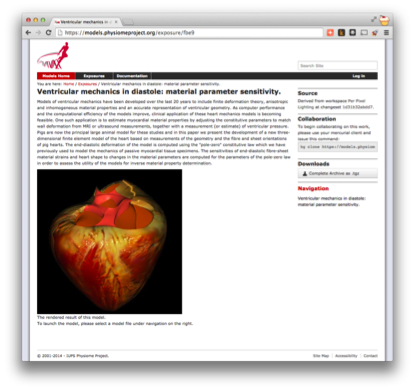 Ventricular mechanics in
https://models.physiomeproject.org/exposure/fbe9
Search Site
Models Home Exposures Documentation Log in
You are here: Home / Exposures / Ventricular mechanics in diastole: material parameter sensitivity.
Ventricular mechanics in diastole: material parameter sensitivity.
Models of ventricular mechanics have been developed over the last 20 years to include finite deformation theory, anisotropic
and inhomogeneous material properties and an accurate representation of ventricular geometry. As computer performance
and the computational efficiency of the models improve, clinical application of these heart mechanics models is becoming
feasible. One such application is to estimate myocardial material properties by adjusting the constitutive parameters to match
wall deformation from MRI or ultrasound measurements, together with a measurement (or estimate) of ventricular pressure.
Pigs are now the principal large animal model for these studies and in this paper we present the development of a new three-
dimensional finite element model of the heart based on measurements of the geometry and the fibre and sheet orientations
of pig hearts. The end-diastolic deformation of the model is computed using the "pole-zero" constitutive law which we have
previously used to model the mechanics of passive myocardial tissue specimens. The sensitivities of end-diastolic fibre-sheet
material strains and heart shape to changes in the material parameters are computed for the parameters of the pole-zero law
in order to assess the utility of the models for inverse material property determination.
The rendered result of this model.
To launch the model, please select a model file under navigation on the right.
Source
Derived from workspace Far Pixel
Lighting at changeset
Collaboration
To begin collaborating on this work,
please use your mercurial client and
issue this command:
hg clone https://models.physiom
Downloads
Complete Archive as .tgz
Navigation
Ventricular mechanics in diastole:
material parameter sensitivity.
© 2001-2014 - IUPS Physiome Project.
Site Map Accessibility Contact